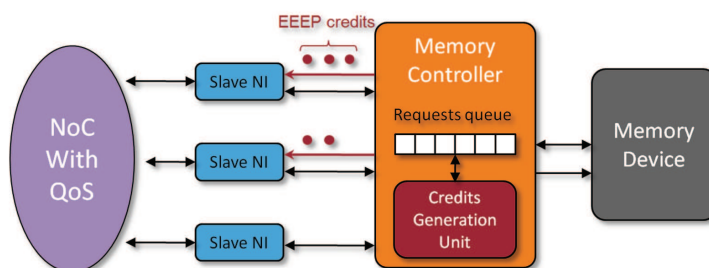 EEEP credits
NoC
With
QoS
Slave NI
Slave NI
Slave NI
Memory
Controller
Requests queue
Credits
Generation
Unit
Memory
Device